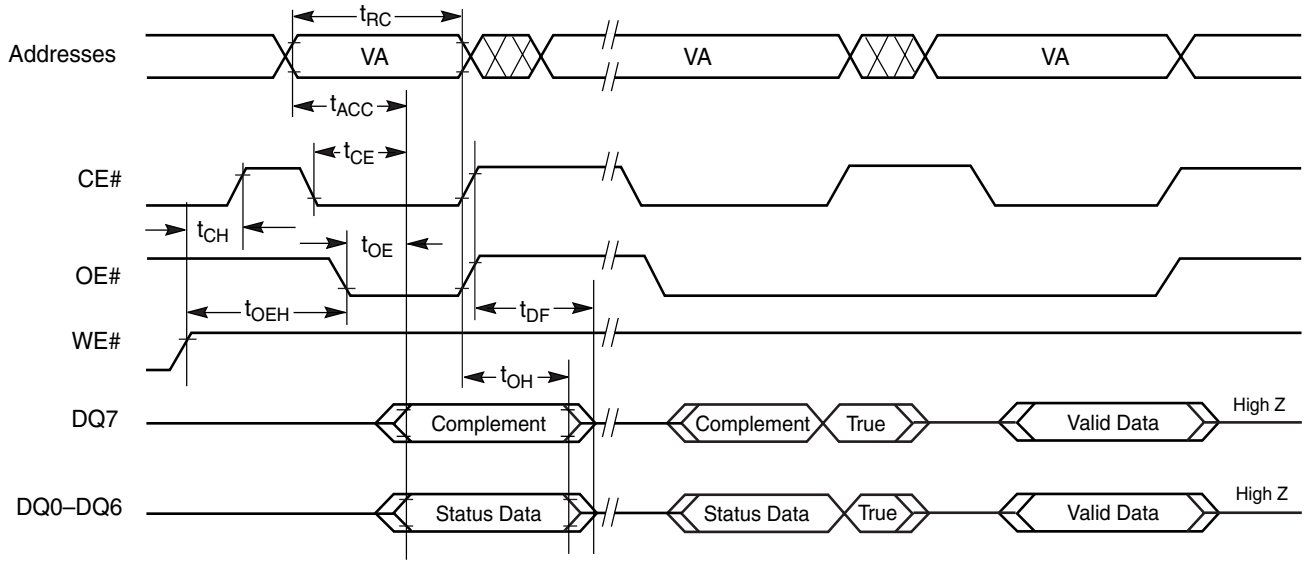 tRC
Addresses VA VA VA
tACC
tCE
CE#
tCH tOE
OE#
tOEH tDF
WE#
tOH
DQ7 Complement Complement True Valid Data High Z
DQ0–DQ6 Status Data Status Data True Valid Data High Z